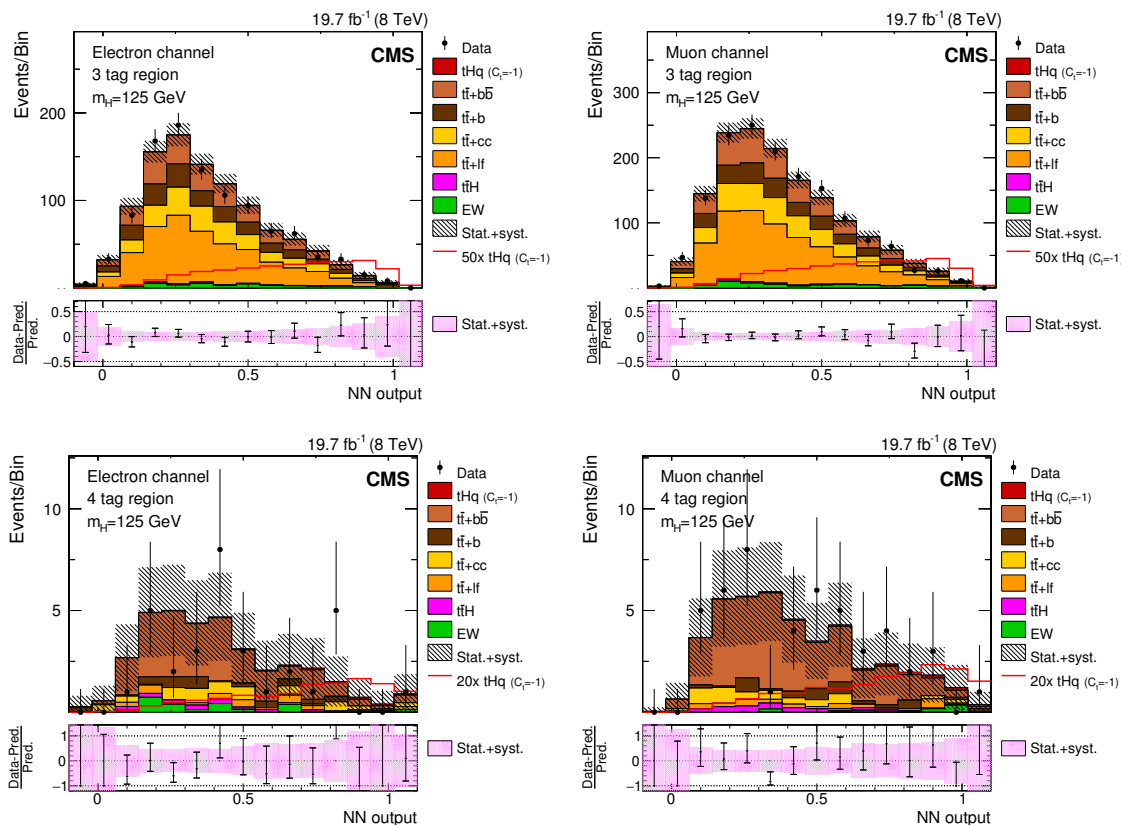 19.7 fb⁻¹ (8 TeV)
Events/Bin
Electron channel
3 tag region
m_H=125 GeV
CMS
200
100
Data
tHq (C_t=-1)
tt̄+bb̄
tt̄+b
tt̄+cc
tt̄+lf
tt̄H
EW
Stat.+syst.
50x tHq (C_t=-1)
Data-Pred.
Pred.
0.5
0
−0.5
Stat.+syst.
0 0.5 1
NN output
19.7 fb⁻¹ (8 TeV)
Events/Bin
Muon channel
3 tag region
m_H=125 GeV
CMS
300
200
100
Data
tHq (C_t=-1)
tt̄+bb̄
tt̄+b
tt̄+cc
tt̄+lf
tt̄H
EW
Stat.+syst.
50x tHq (C_t=-1)
Data-Pred.
Pred.
0.5
0
−0.5
Stat.+syst.
0 0.5 1
NN output
19.7 fb⁻¹ (8 TeV)
Events/Bin
Electron channel
4 tag region
m_H=125 GeV
CMS
10
5
Data
tHq (C_t=-1)
tt̄+bb̄
tt̄+b
tt̄+cc
tt̄+lf
tt̄H
EW
Stat.+syst.
20x tHq (C_t=-1)
Data-Pred.
Pred.
1
0
−1
Stat.+syst.
0 0.5 1
NN output
19.7 fb⁻¹ (8 TeV)
Events/Bin
Muon channel
4 tag region
m_H=125 GeV
CMS
10
5
Data
tHq (C_t=-1)
tt̄+bb̄
tt̄+b
tt̄+cc
tt̄+lf
tt̄H
EW
Stat.+syst.
20x tHq (C_t=-1)
Data-Pred.
Pred.
1
0
−1
Stat.+syst.
0 0.5 1
NN output